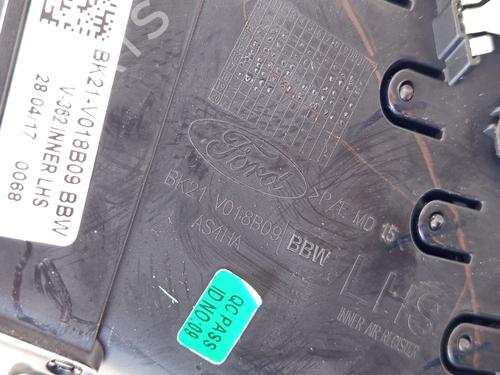 BK21-V018B09 BBW
V-362 INNER LHS
28/04/17 0068
Ford
BK21 V018B09 BBW
AS4HA
MD 15
LHS
INNER AIR REGISTER
QC PASS
ID NO:09